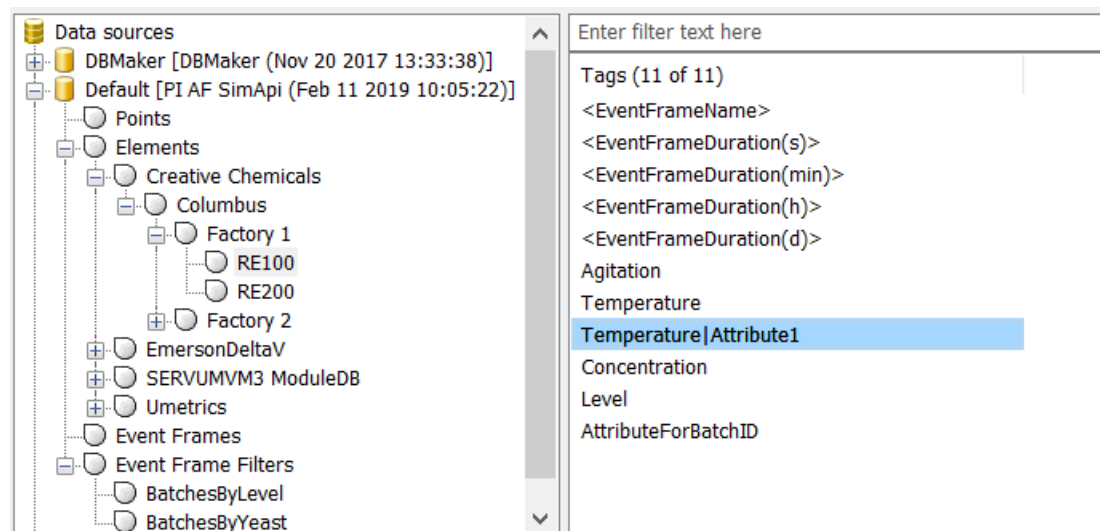 Data sources
DBMaker [DBMaker (Nov 20 2017 13:33:38)]
Default [PI AF SimApi (Feb 11 2019 10:05:22)]
Points
Elements
Creative Chemicals
Columbus
Factory 1
RE100
RE200
Factory 2
EmersonDeltaV
SERVUMVM3 ModuleDB
Umetrics
Event Frames
Event Frame Filters
BatchesByLevel
BatchesByYeast
Enter filter text here
Tags (11 of 11)
<EventFrameName>
<EventFrameDuration(s)>
<EventFrameDuration(min)>
<EventFrameDuration(h)>
<EventFrameDuration(d)>
Agitation
Temperature
Temperature|Attribute1
Concentration
Level
AttributeForBatchID